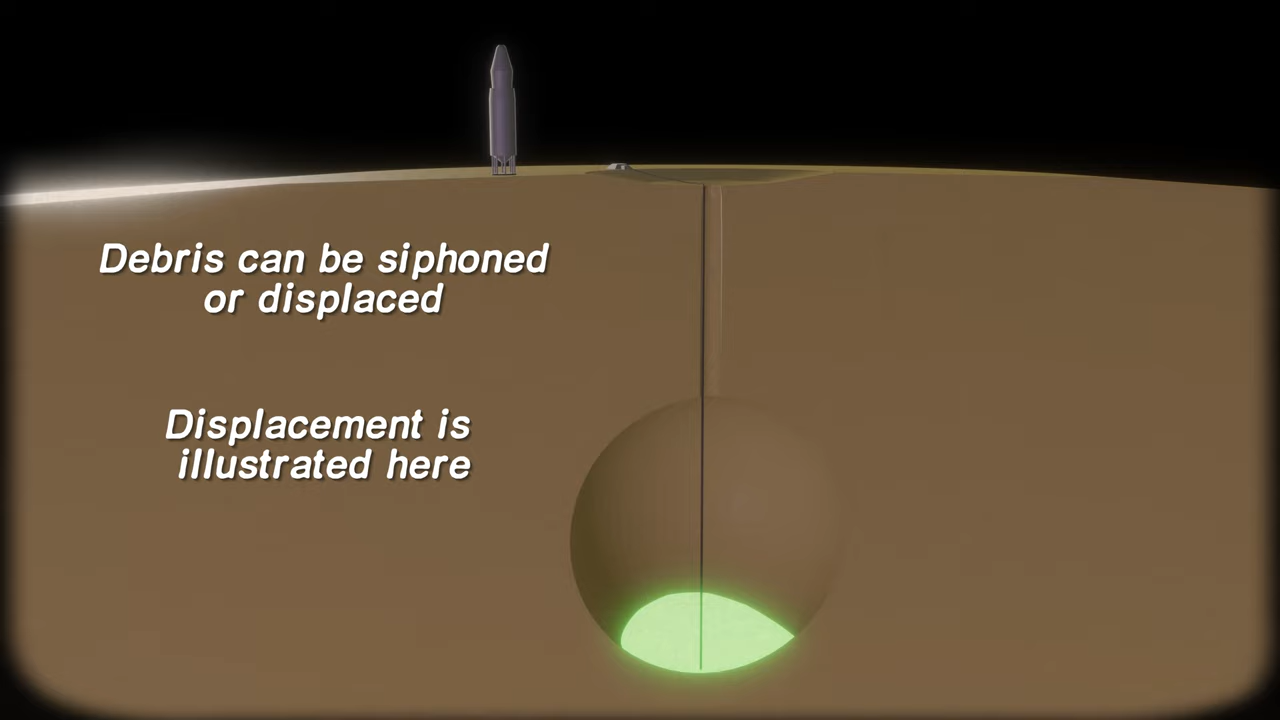 Debris can be siphoned
or displaced
Displacement is
illustrated here